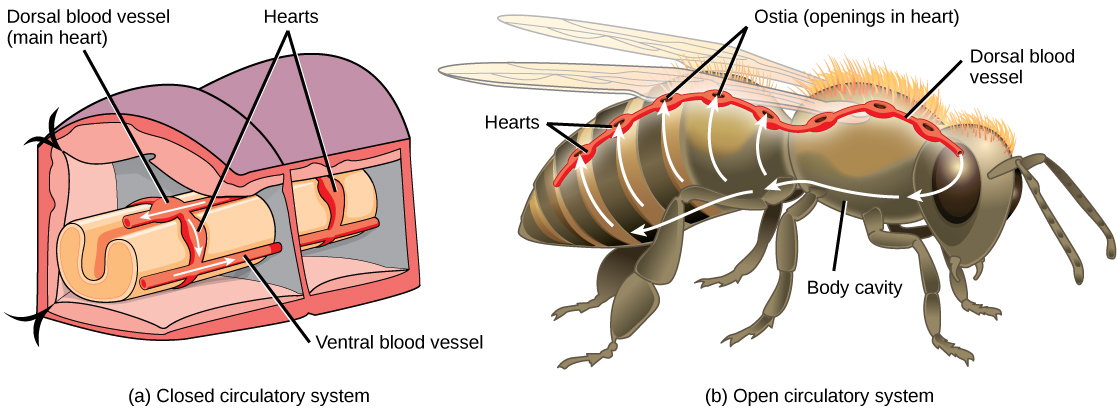 Dorsal blood vessel
(main heart)
Hearts
Ventral blood vessel
(a) Closed circulatory system
Ostia (openings in heart)
Dorsal blood
vessel
Hearts
Body cavity
(b) Open circulatory system